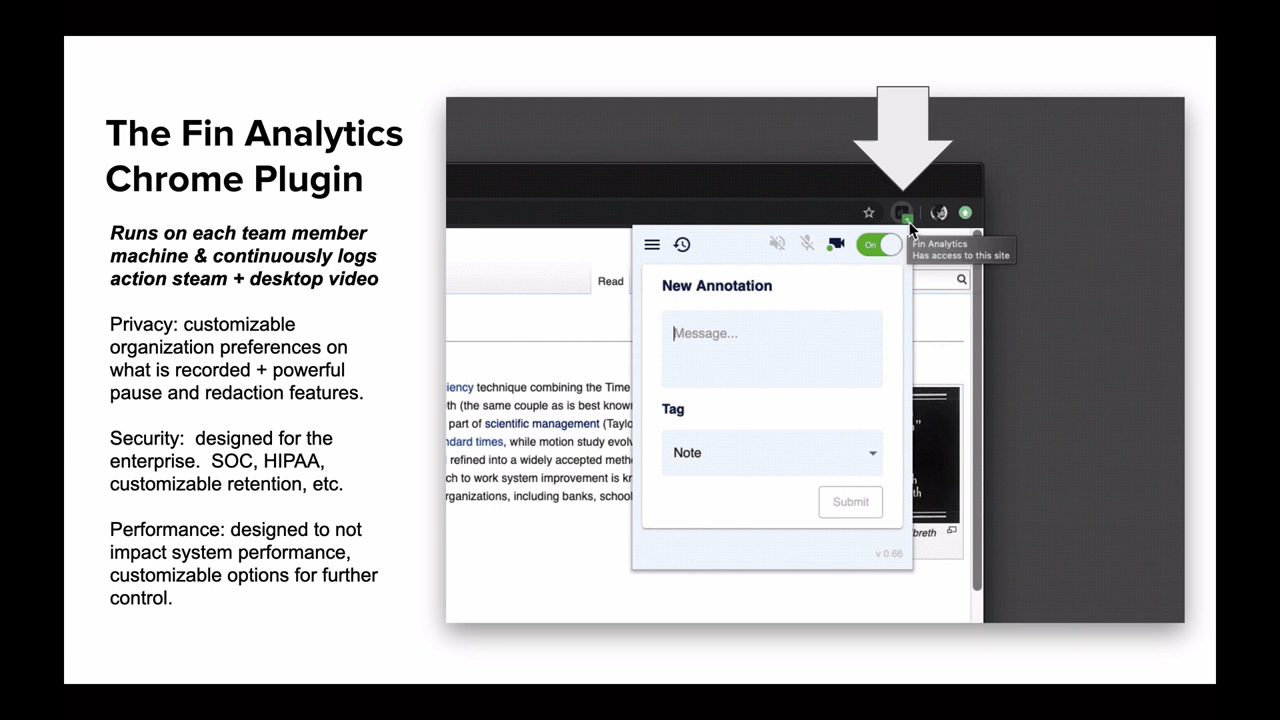 The Fin Analytics
Chrome Plugin
Runs on each team member
machine & continuously logs
action steam + desktop video
Privacy: customizable
organization preferences on
what is recorded + powerful
pause and redaction features.
Security:  designed for the
enterprise.  SOC, HIPAA,
customizable retention, etc.
Performance: designed to not
impact system performance,
customizable options for further
control.
On
Fin Analytics
Has access to this site
Read
New Annotation
Message...
Tag
Note
Submit
v 0.66
iency technique combining the Time
th (the same couple as is best known
part of scientific management (Taylo
ndard times, while motion study evolv
refined into a widely accepted meth
ch to work system improvement is k
rganizations, including banks, school
lbreth